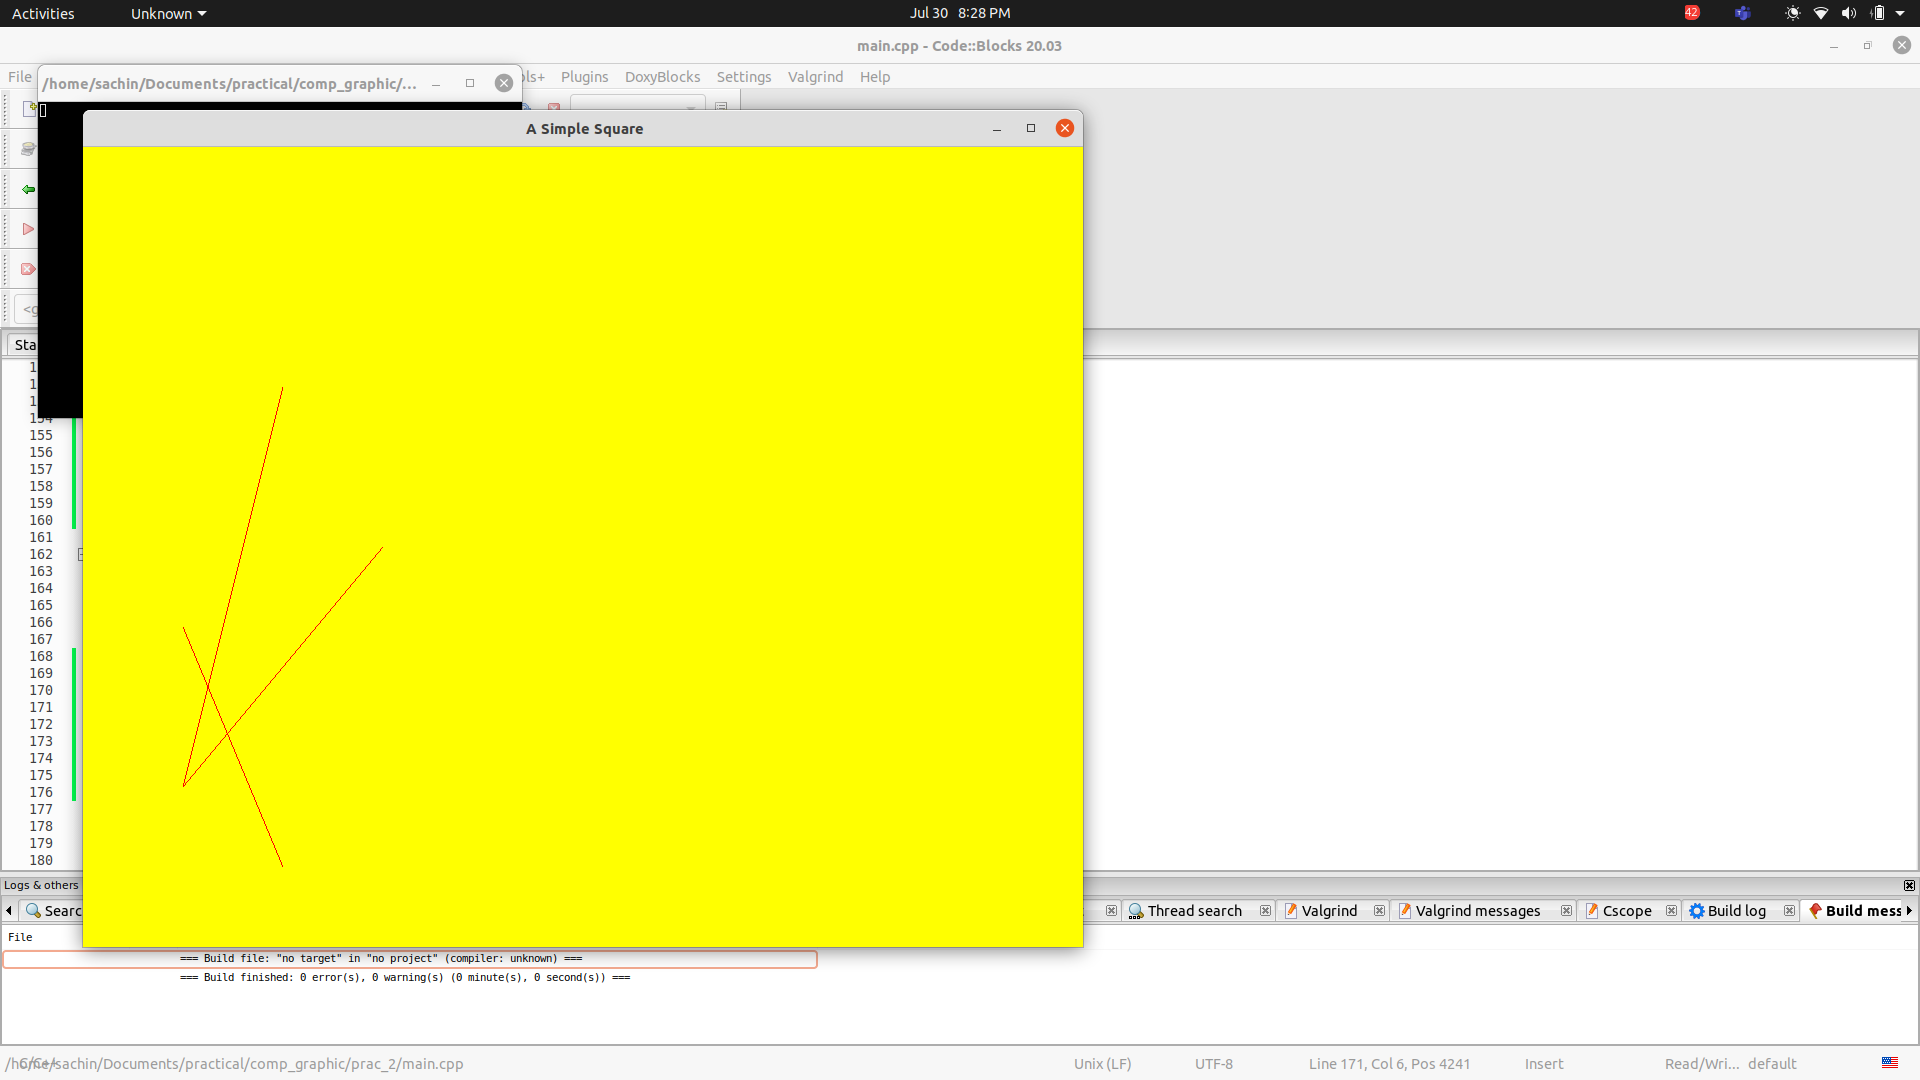 Activities Unknown Jul 30 8:28 PM 42
main.cpp - Code::Blocks 20.03
File ols+ Plugins DoxyBlocks Settings Valgrind Help
/home/sachin/Documents/practical/comp_graphic/...
A Simple Square
<g
Sta
154
155
156
157
158
159
160
161
162
163
164
165
166
167
168
169
170
171
172
173
174
175
176
177
178
179
180
Logs & others
Searc Thread search Valgrind Valgrind messages Cscope Build log Build mess
File
=== Build file: "no target" in "no project" (compiler: unknown) ===
=== Build finished: 0 error(s), 0 warning(s) (0 minute(s), 0 second(s)) ===
/home/sachin/Documents/practical/comp_graphic/prac_2/main.cpp Unix (LF) UTF-8 Line 171, Col 6, Pos 4241 Insert Read/Wri... default